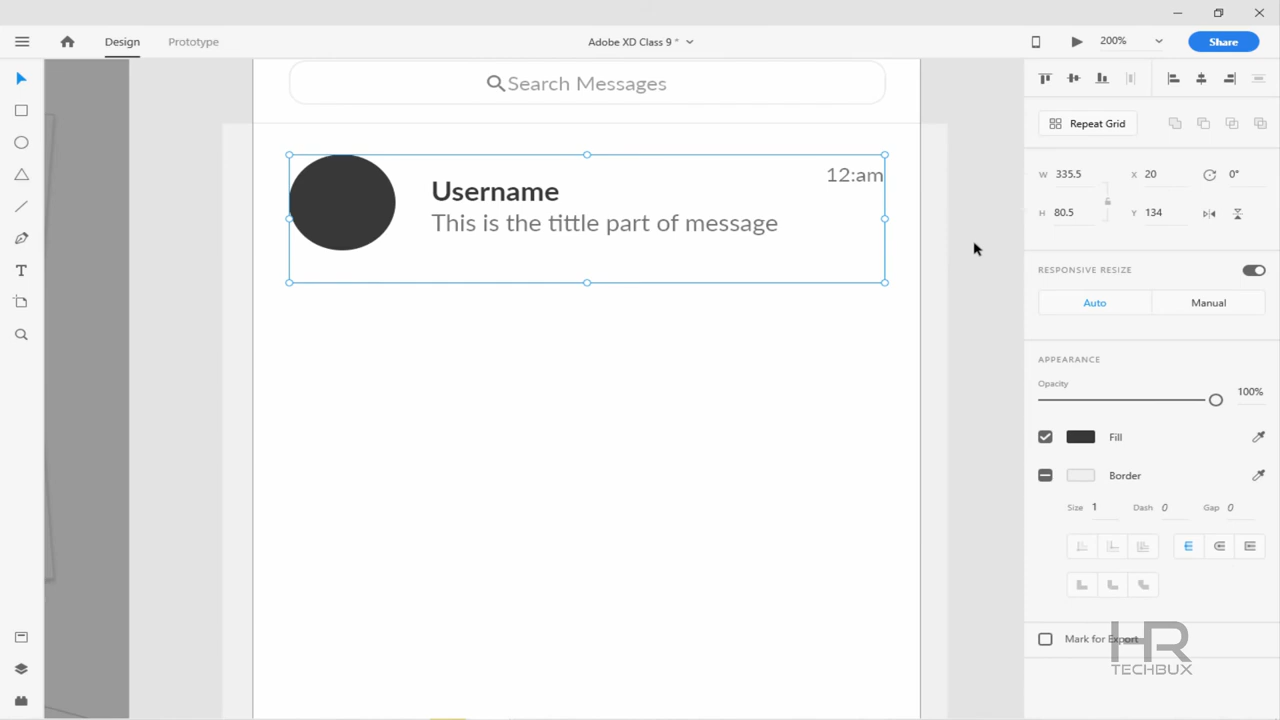 Design
Prototype
Adobe XD Class 9 *
200%
Share
Search Messages
Repeat Grid
12:am
Username
This is the tittle part of message
W 335.5 X 20 0°
H 80.5 Y 134
RESPONSIVE RESIZE
Auto
Manual
APPEARANCE
Opacity
100%
Fill
Border
Size 1 Dash 0 Gap 0
Mark for Export
HR
TECHBUX
T